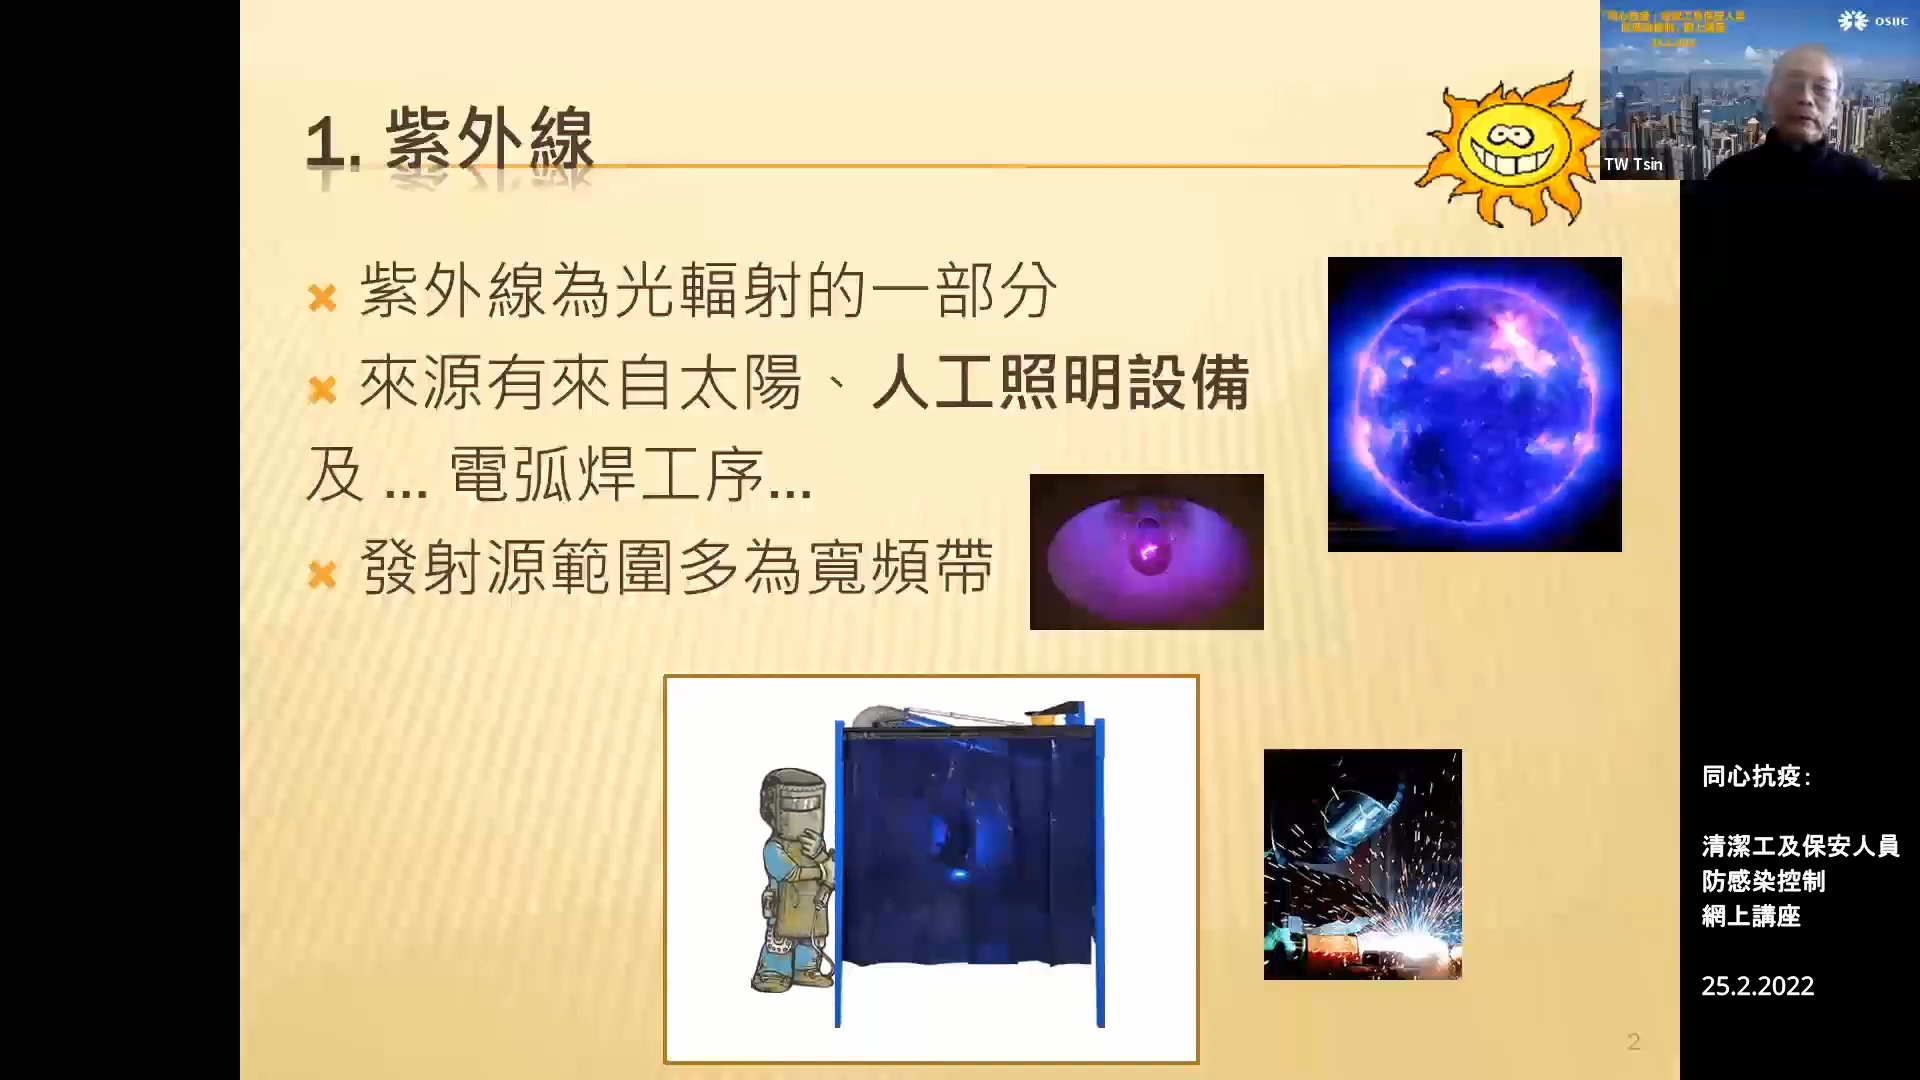 1. 紫外線
紫外線為光輻射的一部分
來源有來自太陽、人工照明設備
及 ... 電弧焊工序...
發射源範圍多為寬頻帶
2
OSIIC
TW Tsin
同心抗疫:
清潔工及保安人員
防感染控制
網上講座
25.2.2022